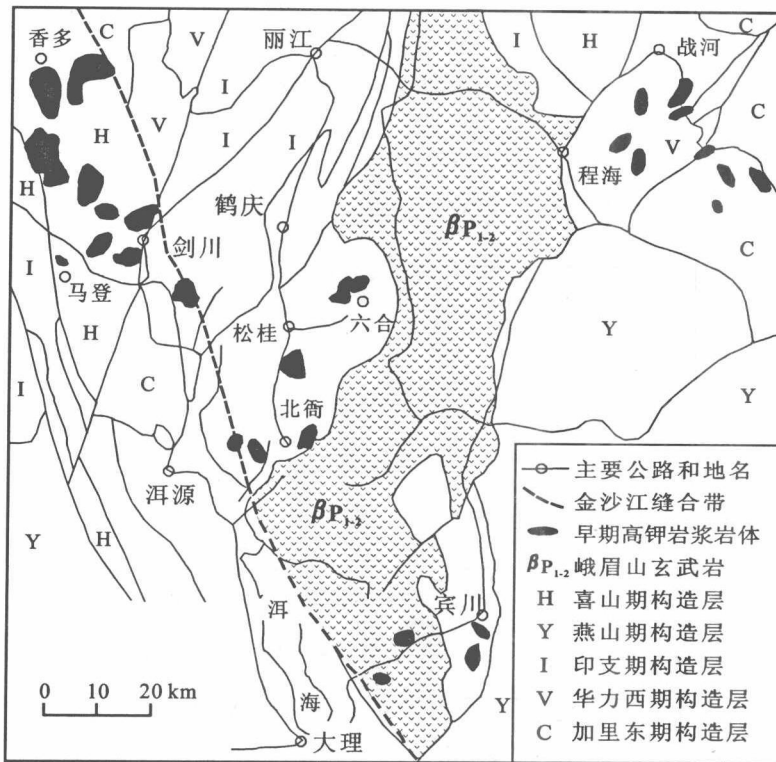 香多
C
V
丽江
I
H
战河
C
I
H
V
I
I
V
C
程海
H
鹤庆
βP₁₋₂
剑川
C
I
马登
六合
松桂
H
Y
I
C
北衙
Y
洱源
βP₁₋₂
Y
H
洱
海
宾川
Y
大理
0 10 20 km
主要公路和地名
金沙江缝合带
早期高钾岩浆岩体
βP₁₋₂ 峨眉山玄武岩
H 喜山期构造层
Y 燕山期构造层
I 印支期构造层
V 华力西期构造层
C 加里东期构造层